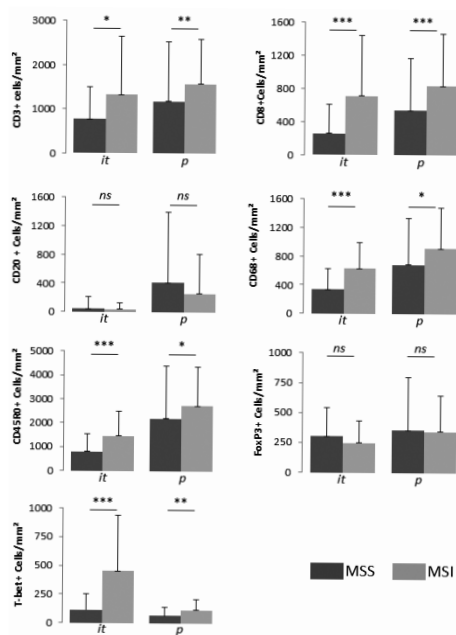 CD3+ cells/mm²
3000
2000
1000
0
*
**
it
p
CD8+Cells/mm²
1600
1200
800
400
0
***
***
it
p
CD20 + Cells/mm²
1600
1200
800
400
0
ns
ns
it
p
CD68+ Cells/mm²
1600
1200
800
400
0
***
*
it
p
CD45R0+ Cells/mm²
5000
4000
3000
2000
1000
0
***
*
it
p
FoxP3+ Cells/mm²
1000
750
500
250
0
ns
ns
it
p
T-bet+ Cells/mm²
1000
750
500
250
0
***
**
it
p
MSS
MSI